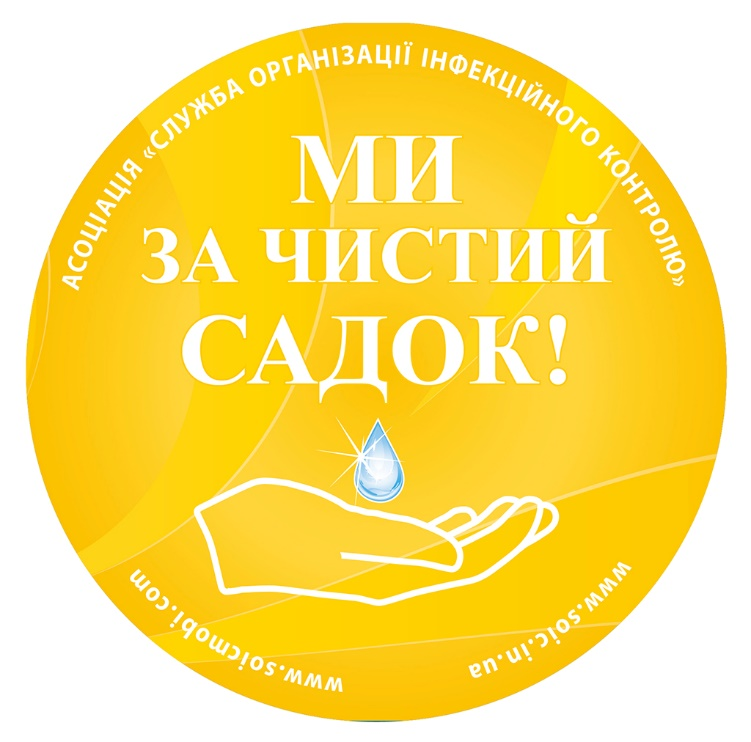 АСОЦІАЦІЯ «СЛУЖБА ОРГАНІЗАЦІЇ ІНФЕКЦІЙНОГО КОНТРОЛЮ»
МИ
ЗА ЧИСТИЙ
САДОК!
www.soicmobi.com
www.soic.in.ua